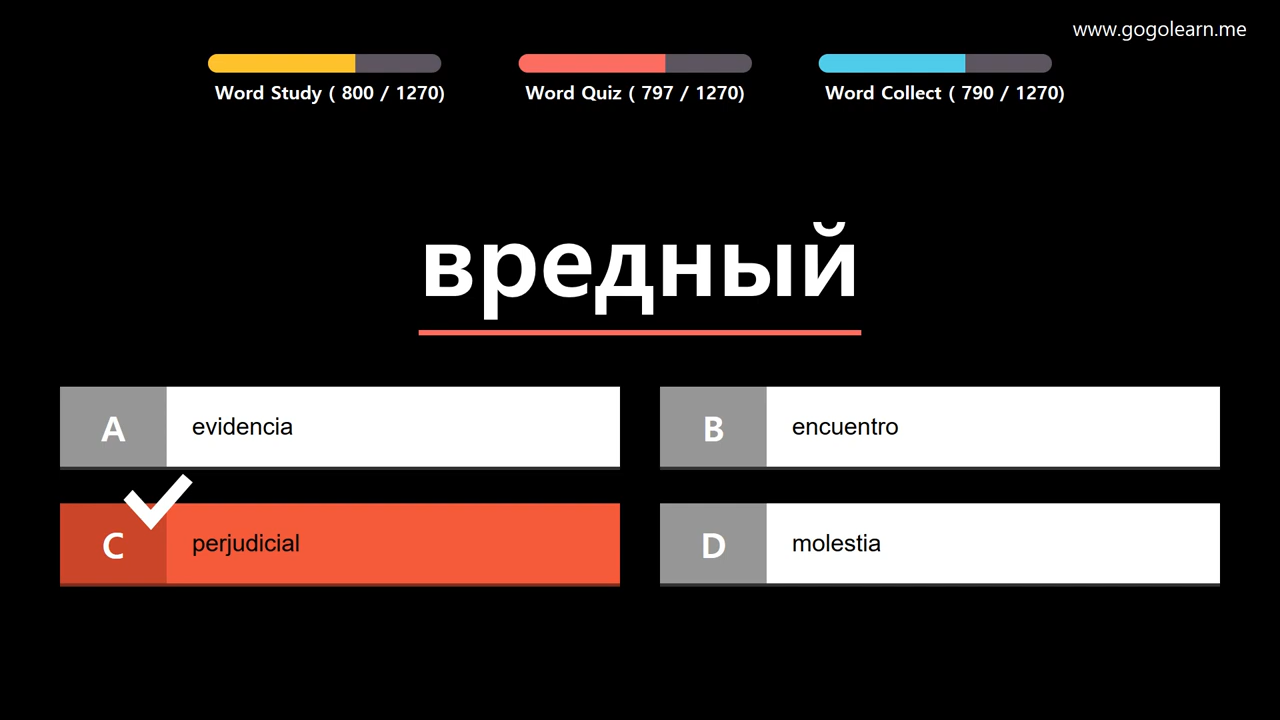 www.gogolearn.me
Word Study ( 800 / 1270)
Word Quiz ( 797 / 1270)
Word Collect ( 790 / 1270)
вредный
A evidencia
B encuentro
C perjudicial
D molestia